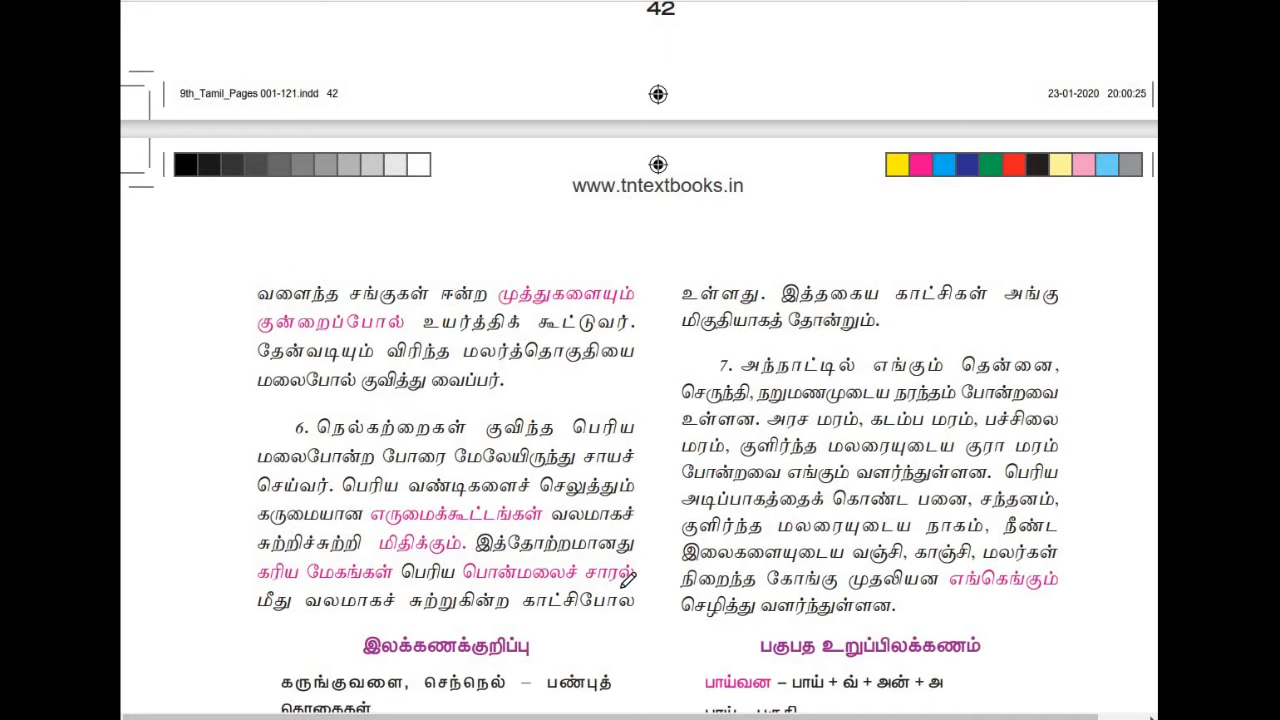 42
9th_Tamil_Pages 001-121.indd 42
23-01-2020 20:00:25
www.tntextbooks.in
வளைந்த சங்குகள் ஈன்ற முத்துகளையும்
குன்றைப்போல் உயர்த்திக் கூட்டுவர்.
தேன்வடியும் விரிந்த மலர்த்தொகுதியை
மலைபோல் குவித்து வைப்பர்.
6. நெல்கற்றைகள் குவிந்த பெரிய
மலைபோன்ற போரை மேலேயிருந்து சாயச்
செய்வர். பெரிய வண்டிகளைச் செலுத்தும்
கருமையான எருமைக்கூட்டங்கள் வலமாகச்
சுற்றிச்சுற்றி மிதிக்கும். இத்தோற்றமானது
கரிய மேகங்கள் பெரிய பொன்மலைச் சாரல்
மீது வலமாகச் சுற்றுகின்ற காட்சிபோல
உள்ளது. இத்தகைய காட்சிகள் அங்கு
மிகுதியாகத் தோன்றும்.
7. அந்நாட்டில் எங்கும் தென்னை,
செருந்தி, நறுமணமுடைய நரந்தம் போன்றவை
உள்ளன. அரச மரம், கடம்ப மரம், பச்சிலை
மரம், குளிர்ந்த மலரையுடைய குரா மரம்
போன்றவை எங்கும் வளர்ந்துள்ளன. பெரிய
அடிப்பாகத்தைக் கொண்ட பனை, சந்தனம்,
குளிர்ந்த மலரையுடைய நாகம், நீண்ட
இலைகளையுடைய வஞ்சி, காஞ்சி, மலர்கள்
நிறைந்த கோங்கு முதலியன எங்கெங்கும்
செழித்து வளர்ந்துள்ளன.
இலக்கணக்குறிப்பு
கருங்குவளை, செந்நெல் – பண்புத்
தொகைகள்
பகுபத உறுப்பிலக்கணம்
பாய்வன – பாய் + வ் + அன் + அ